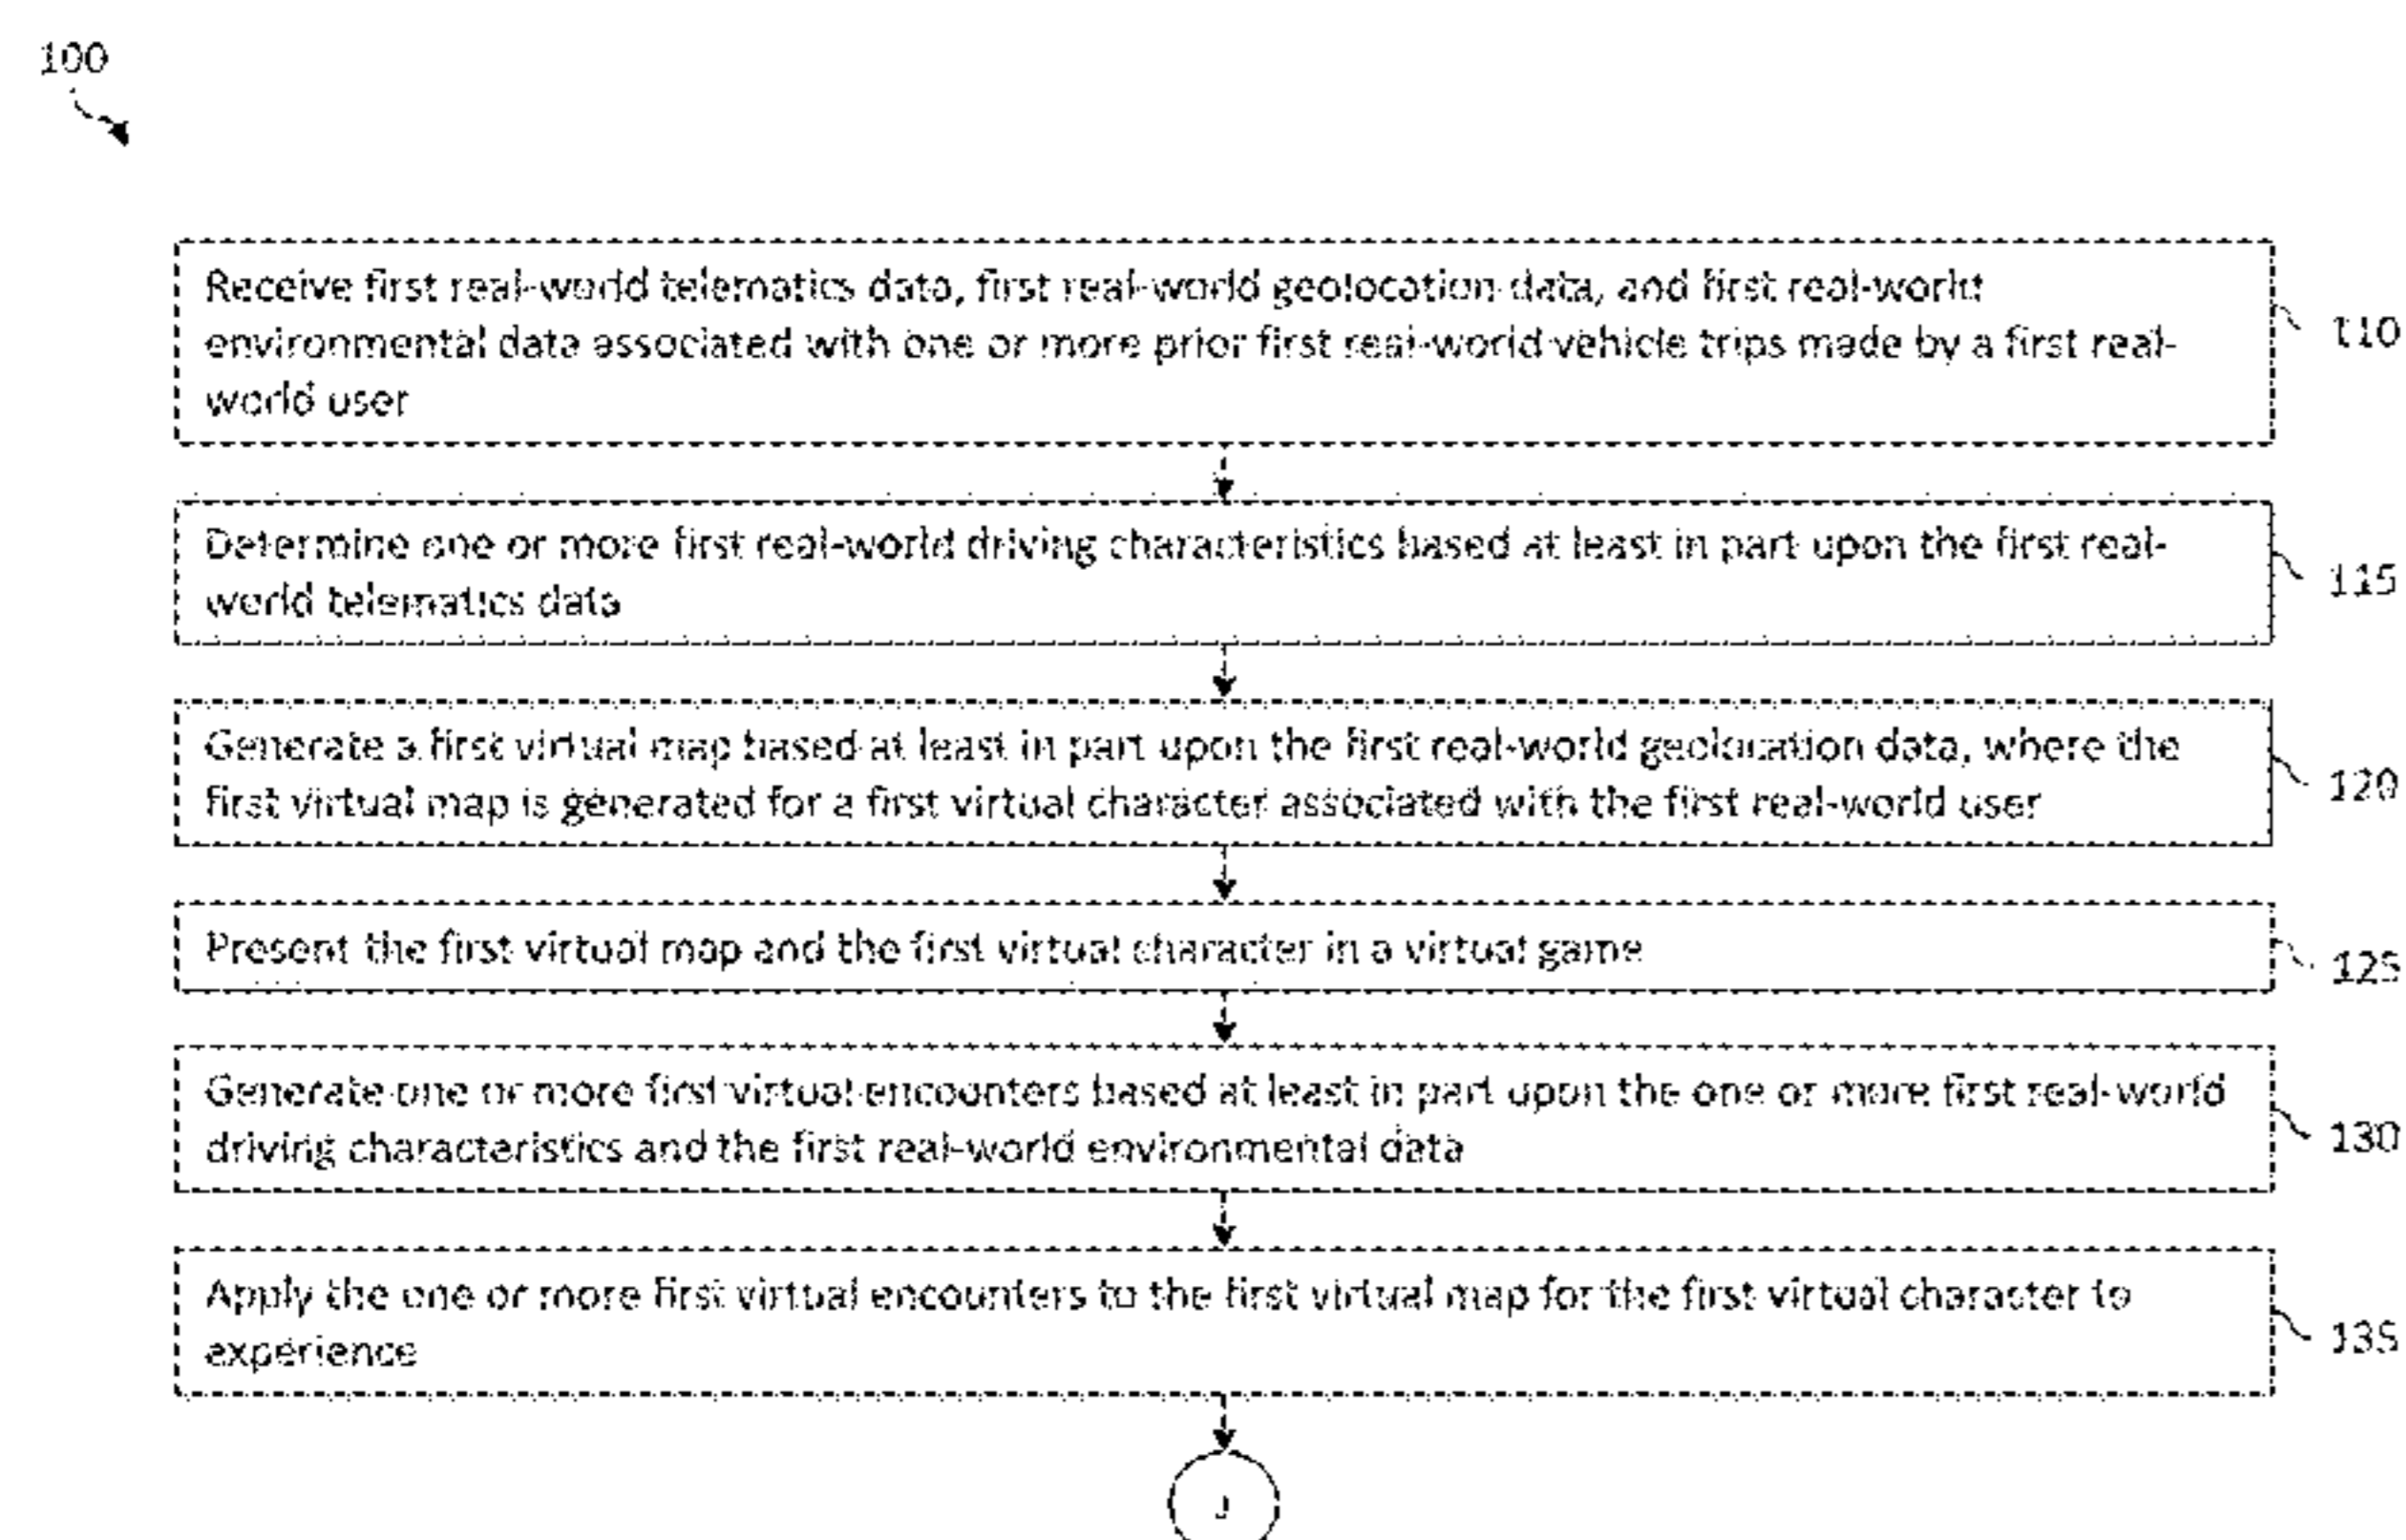 100
Receive first real-world telematics data, first real-world geolocation data, and first real-world
environmental data associated with one or more prior first real-world vehicle trips made by a first real-
world user
110
Determine one or more first real-world driving characteristics based at least in part upon the first real-
world telematics data
115
Generate a first virtual map based at least in part upon the first real-world geolocation data, where the
first virtual map is generated for a first virtual character associated with the first real-world user
120
Present the first virtual map and the first virtual character in a virtual game
125
Generate one or more first virtual encounters based at least in part upon the one or more first real-world
driving characteristics and the first real-world environmental data
130
Apply the one or more first virtual encounters to the first virtual map for the first virtual character to
experience
135